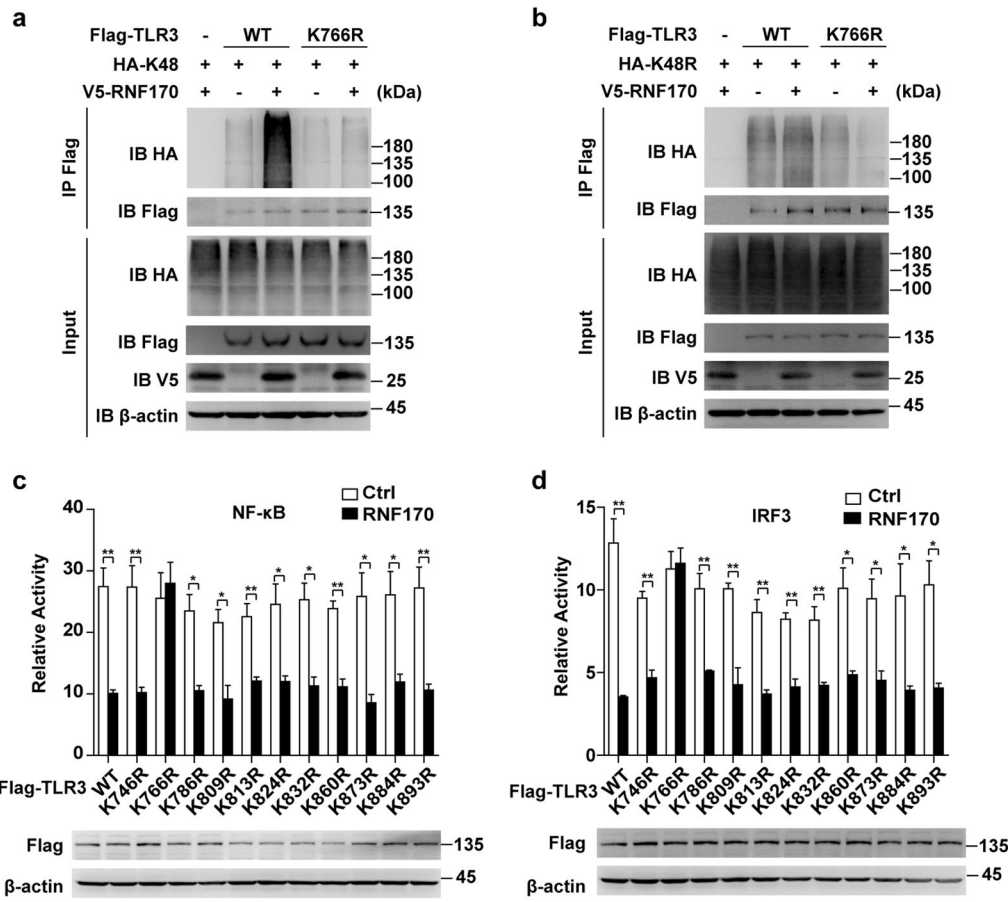 a
Flag-TLR3 - WT K766R
HA-K48 + + + + +
V5-RNF170 + - + - + (kDa)
IP Flag
IB HA
180
135
100
IB Flag 135
Input
IB HA
180
135
100
IB Flag 135
IB V5 25
IB β-actin 45
b
Flag-TLR3 - WT K766R
HA-K48R + + + + +
V5-RNF170 + - + - + (kDa)
IP Flag
IB HA
180
135
100
IB Flag 135
Input
IB HA
180
135
100
IB Flag 135
IB V5 25
IB β-actin 45
c
NF-κB
Ctrl
RNF170
Relative Activity
40
30
20
10
0
** ** * * ** * * ** * * **
Flag-TLR3 WT K746R K766R K786R K809R K813R K824R K832R K860R K873R K884R K893R
Flag 135
β-actin 45
d
IRF3
Ctrl
RNF170
Relative Activity
15
10
5
0
** ** ** ** ** ** ** * * * *
Flag-TLR3 WT K746R K766R K786R K809R K813R K824R K832R K860R K873R K884R K893R
Flag 135
β-actin 45